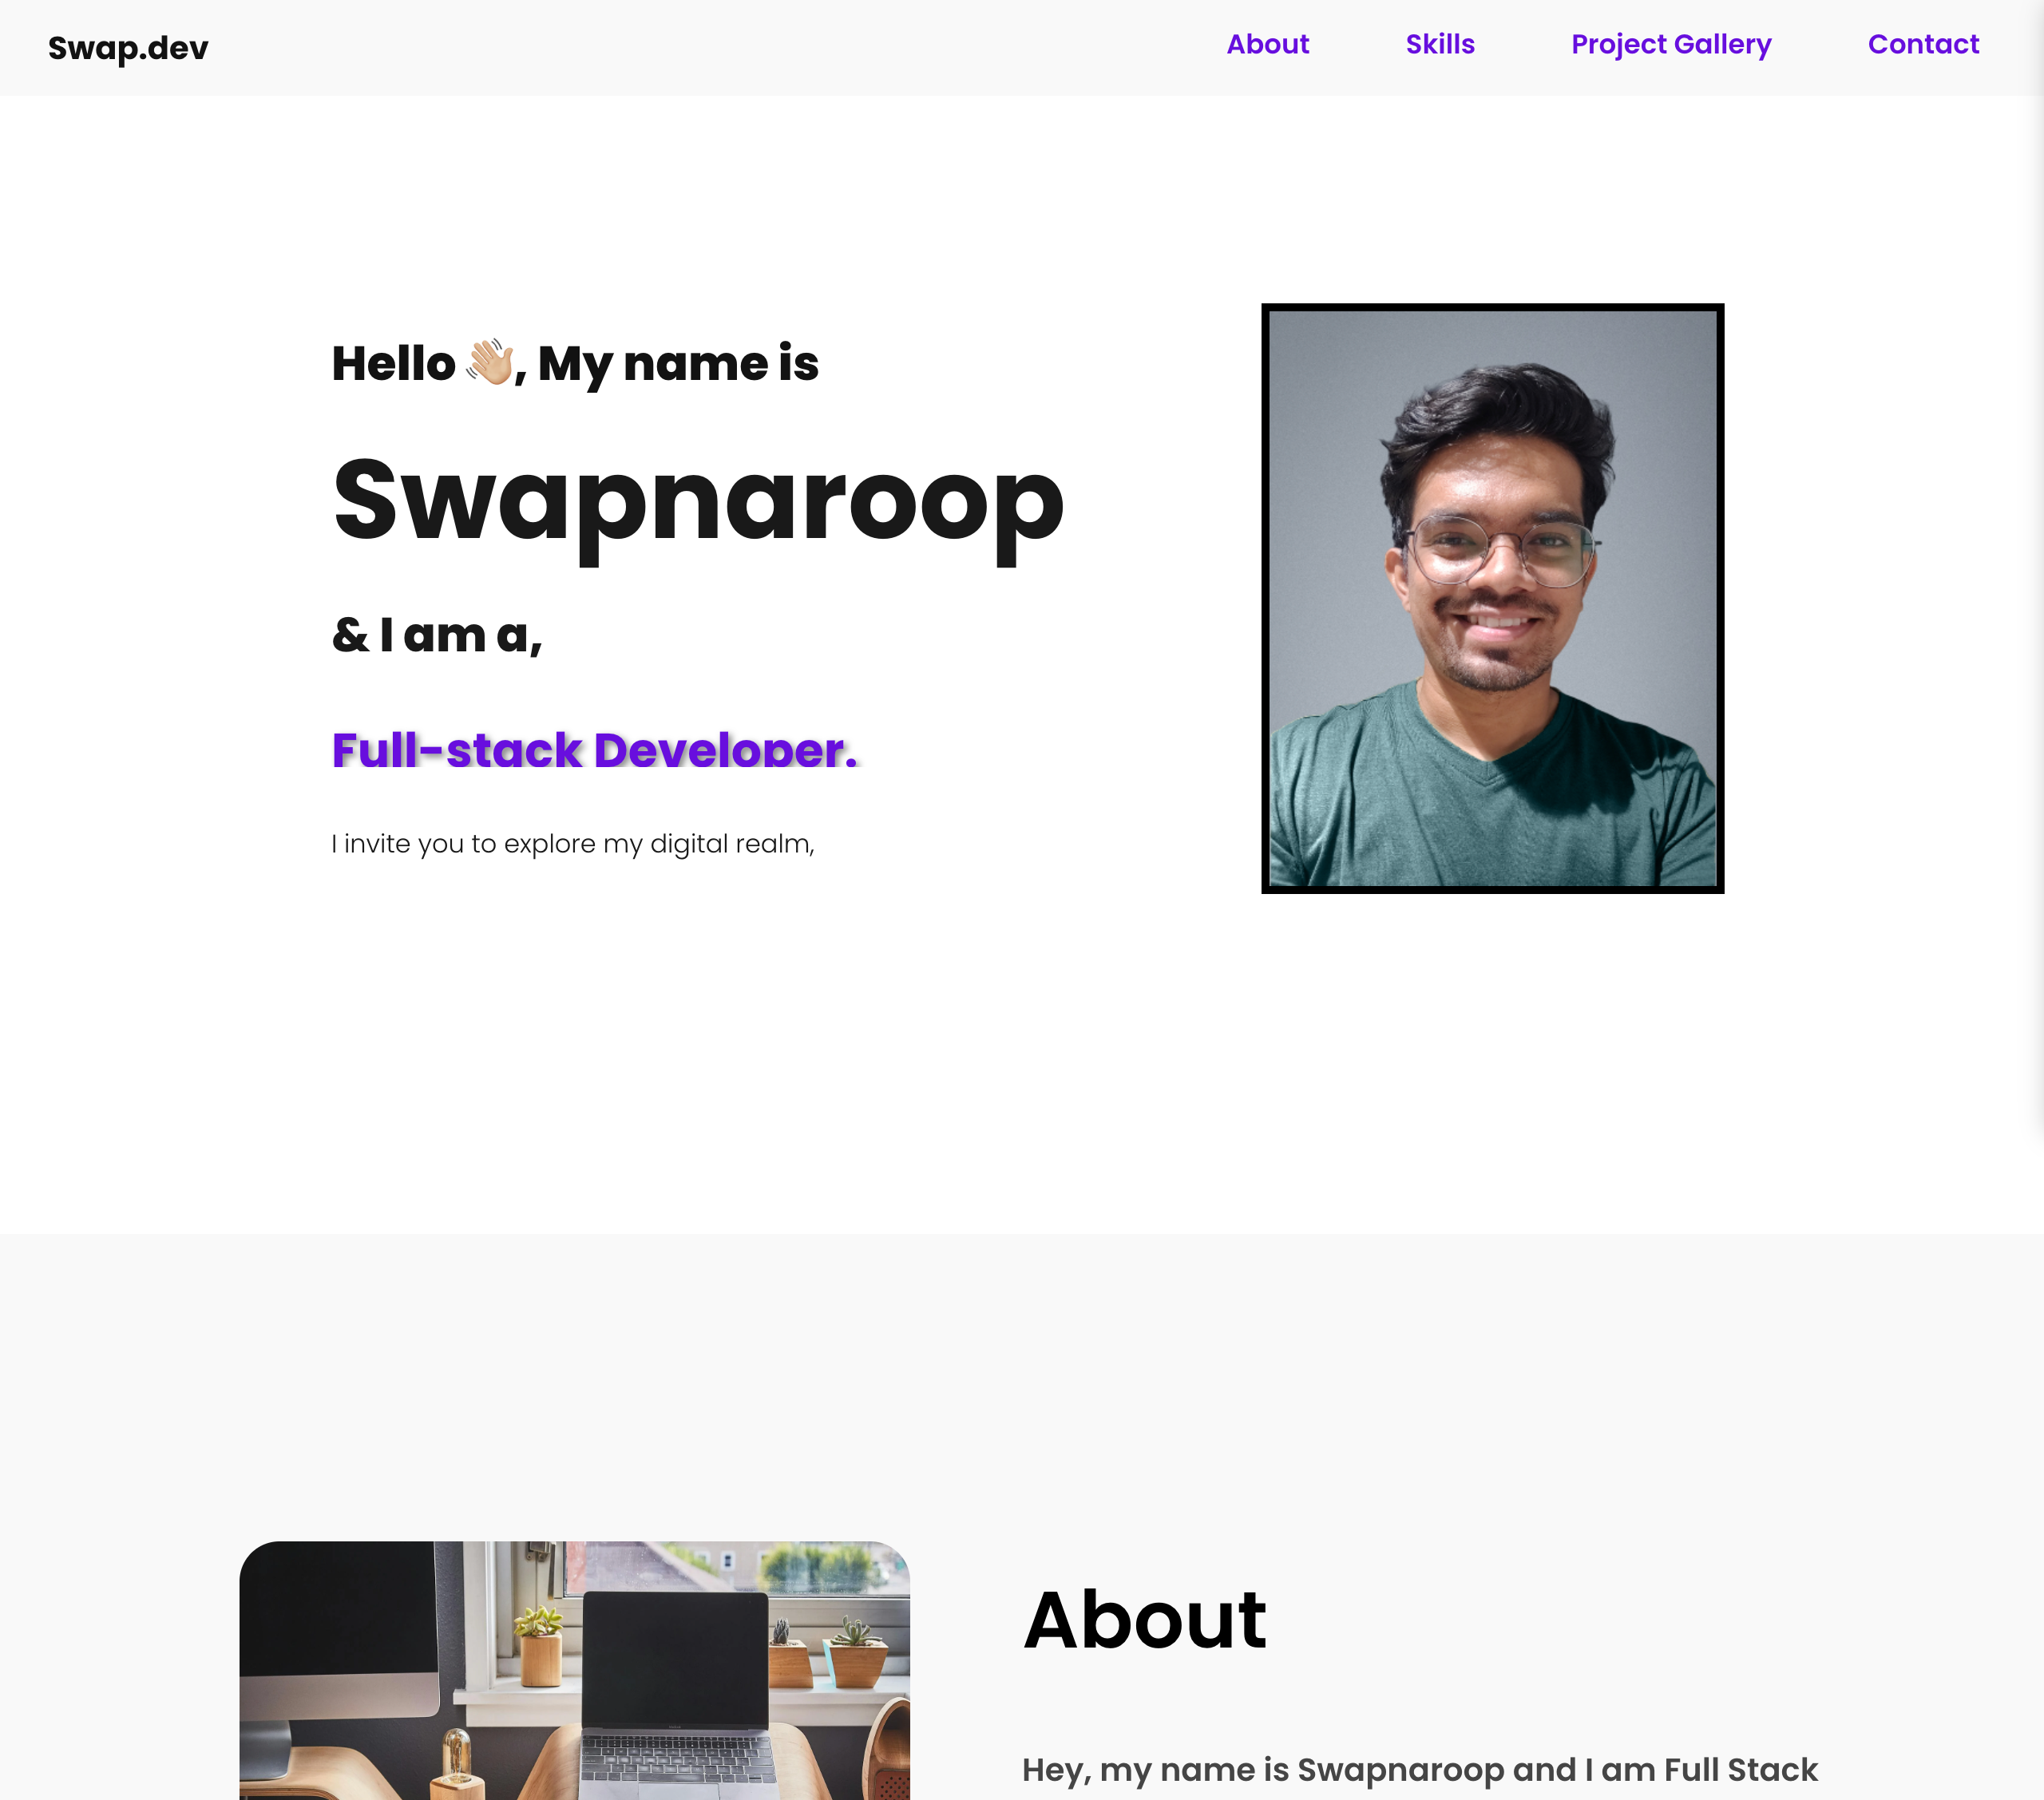 Swap.dev
About Skills Project Gallery Contact
Hello 👋🏼, My name is
Swapnaroop
& I am a,
Full-stack Developer.
I invite you to explore my digital realm,
About
Hey, my name is Swapnaroop and I am Full Stack